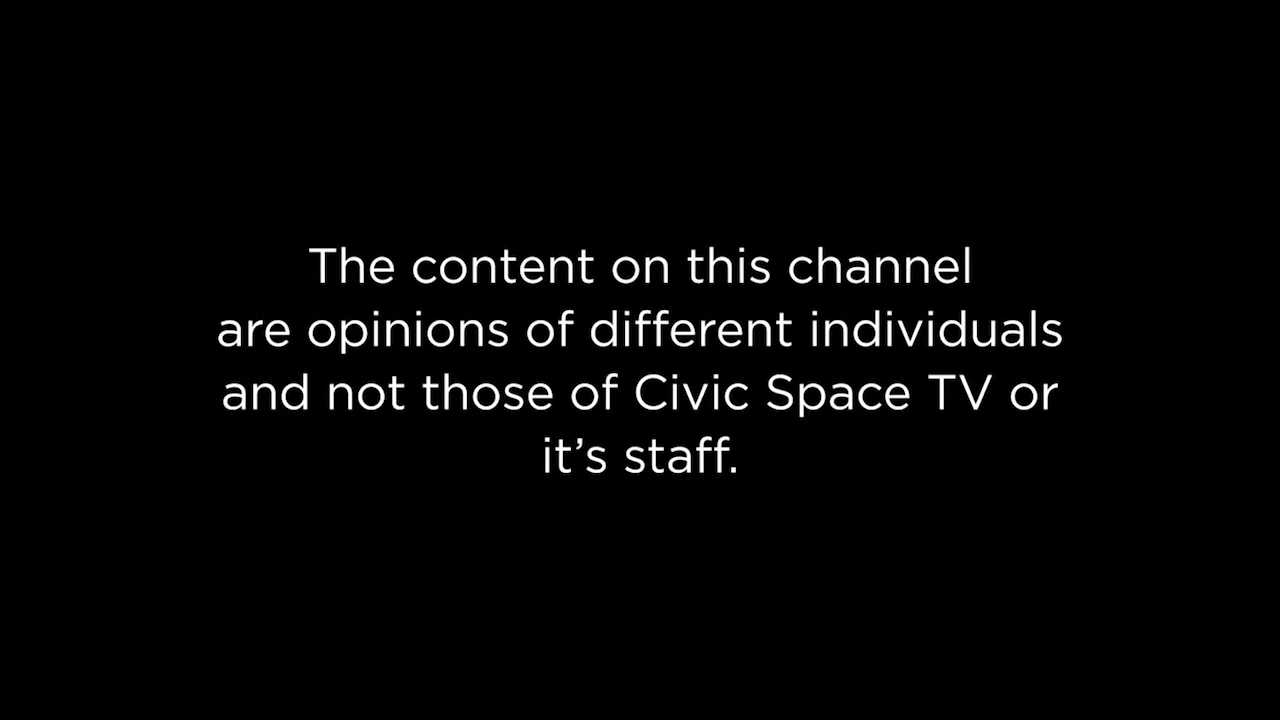 The content on this channel
are opinions of different individuals
and not those of Civic Space TV or
it’s staff.